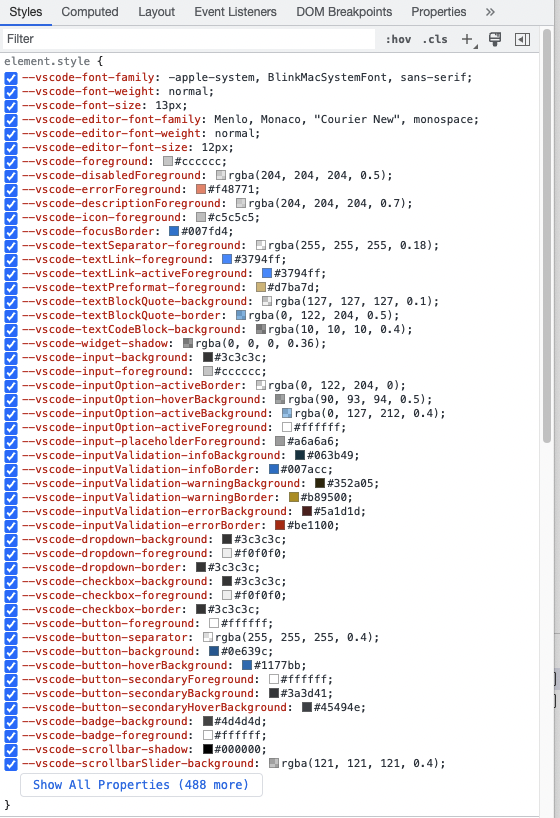 Styles Computed Layout Event Listeners DOM Breakpoints Properties »
Filter :hov .cls +
element.style {
--vscode-font-family: -apple-system, BlinkMacSystemFont, sans-serif;
--vscode-font-weight: normal;
--vscode-font-size: 13px;
--vscode-editor-font-family: Menlo, Monaco, "Courier New", monospace;
--vscode-editor-font-weight: normal;
--vscode-editor-font-size: 12px;
--vscode-foreground: #cccccc;
--vscode-disabledForeground: rgba(204, 204, 204, 0.5);
--vscode-errorForeground: #f48771;
--vscode-descriptionForeground: rgba(204, 204, 204, 0.7);
--vscode-icon-foreground: #c5c5c5;
--vscode-focusBorder: #007fd4;
--vscode-textSeparator-foreground: rgba(255, 255, 255, 0.18);
--vscode-textLink-foreground: #3794ff;
--vscode-textLink-activeForeground: #3794ff;
--vscode-textPreformat-foreground: #d7ba7d;
--vscode-textBlockQuote-background: rgba(127, 127, 127, 0.1);
--vscode-textBlockQuote-border: rgba(0, 122, 204, 0.5);
--vscode-textCodeBlock-background: rgba(10, 10, 10, 0.4);
--vscode-widget-shadow: rgba(0, 0, 0, 0.36);
--vscode-input-background: #3c3c3c;
--vscode-input-foreground: #cccccc;
--vscode-inputOption-activeBorder: rgba(0, 122, 204, 0);
--vscode-inputOption-hoverBackground: rgba(90, 93, 94, 0.5);
--vscode-inputOption-activeBackground: rgba(0, 127, 212, 0.4);
--vscode-inputOption-activeForeground: #ffffff;
--vscode-input-placeholderForeground: #a6a6a6;
--vscode-inputValidation-infoBackground: #063b49;
--vscode-inputValidation-infoBorder: #007acc;
--vscode-inputValidation-warningBackground: #352a05;
--vscode-inputValidation-warningBorder: #b89500;
--vscode-inputValidation-errorBackground: #5a1d1d;
--vscode-inputValidation-errorBorder: #be1100;
--vscode-dropdown-background: #3c3c3c;
--vscode-dropdown-foreground: #f0f0f0;
--vscode-dropdown-border: #3c3c3c;
--vscode-checkbox-background: #3c3c3c;
--vscode-checkbox-foreground: #f0f0f0;
--vscode-checkbox-border: #3c3c3c;
--vscode-button-foreground: #ffffff;
--vscode-button-separator: rgba(255, 255, 255, 0.4);
--vscode-button-background: #0e639c;
--vscode-button-hoverBackground: #1177bb;
--vscode-button-secondaryForeground: #ffffff;
--vscode-button-secondaryBackground: #3a3d41;
--vscode-button-secondaryHoverBackground: #45494e;
--vscode-badge-background: #4d4d4d;
--vscode-badge-foreground: #ffffff;
--vscode-scrollbar-shadow: #000000;
--vscode-scrollbarSlider-background: rgba(121, 121, 121, 0.4);
Show All Properties (488 more)
}